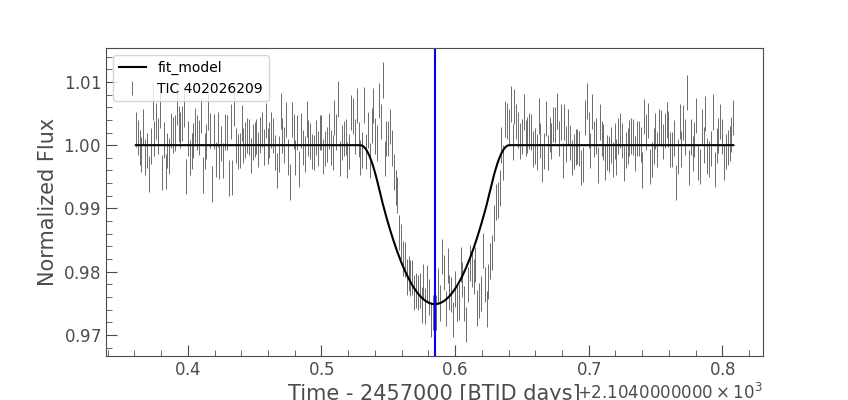 fit_model
TIC 402026209
Normalized Flux
1.01
1.00
0.99
0.98
0.97
0.4 0.5 0.6 0.7 0.8
Time - 2457000 [BTJD days]
+2.1040000000 × 10³